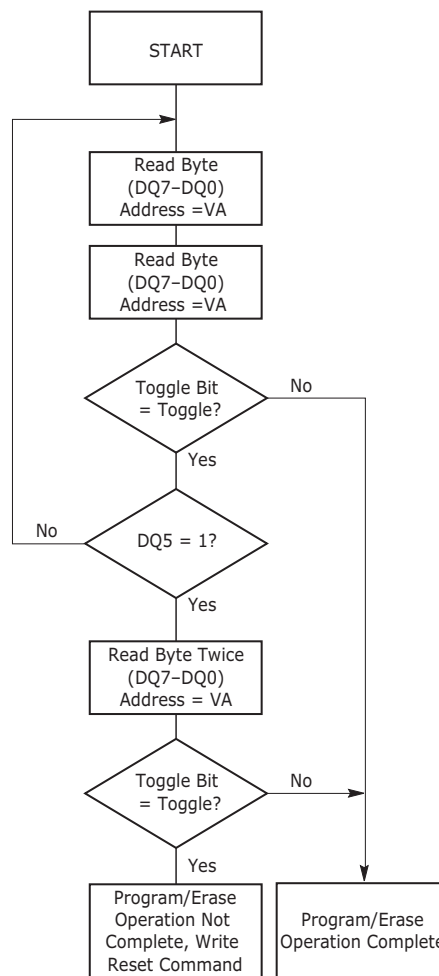 START
Read Byte
(DQ7–DQ0)
Address =VA
Read Byte
(DQ7–DQ0)
Address =VA
Toggle Bit
= Toggle?
No
Yes
No
DQ5 = 1?
Yes
Read Byte Twice
(DQ7–DQ0)
Address = VA
Toggle Bit
= Toggle?
No
Yes
Program/Erase
Operation Not
Complete, Write
Reset Command
Program/Erase
Operation Complete